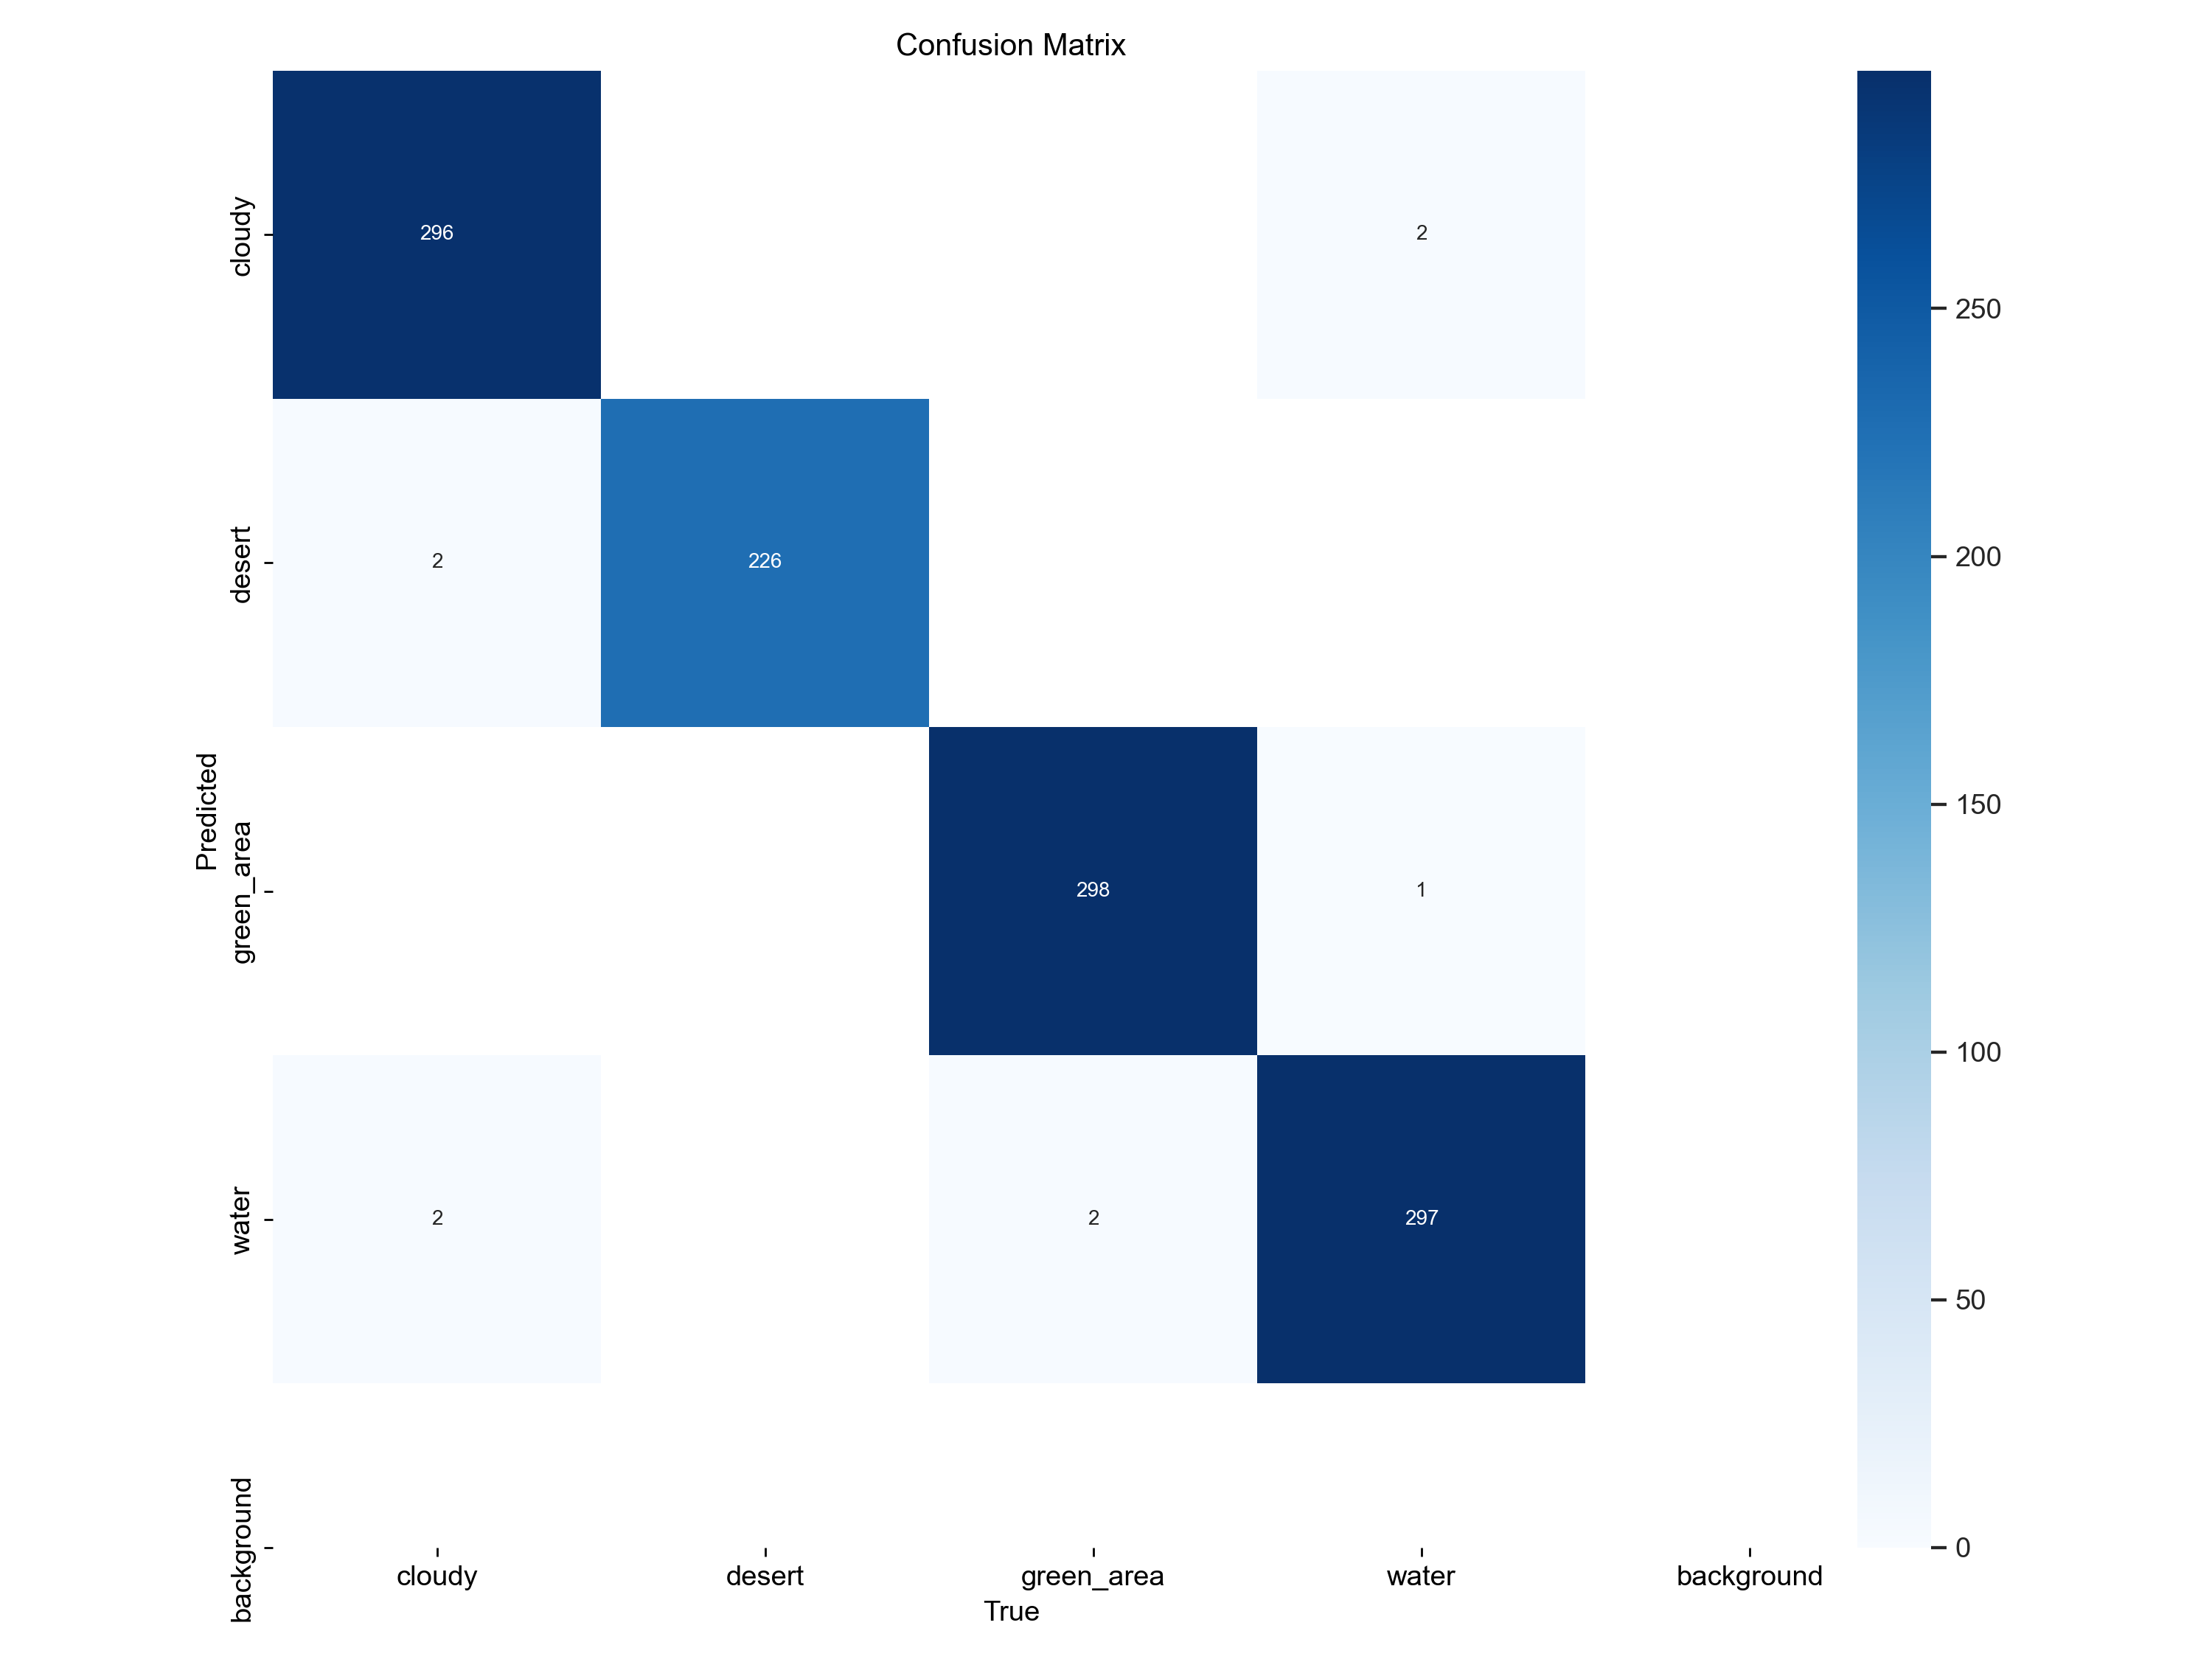 Confusion Matrix
cloudy
296
2
desert
2
226
green_area
298
1
water
2
2
297
background
Predicted
cloudy
desert
green_area
water
background
True
250
200
150
100
50
0